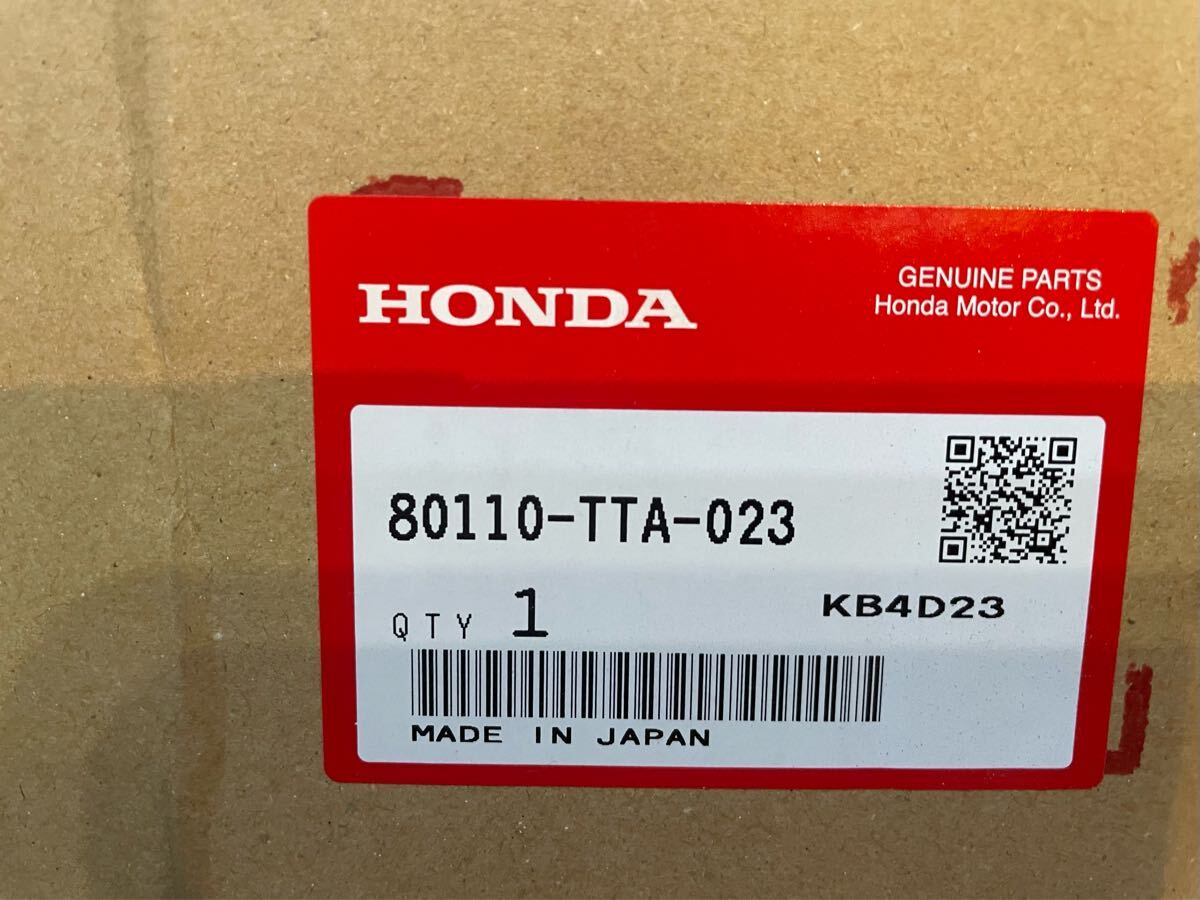 HONDA
GENUINE PARTS
Honda Motor Co., Ltd.
80110-TTA-023
QTY 1
KB4D23
MADE IN JAPAN